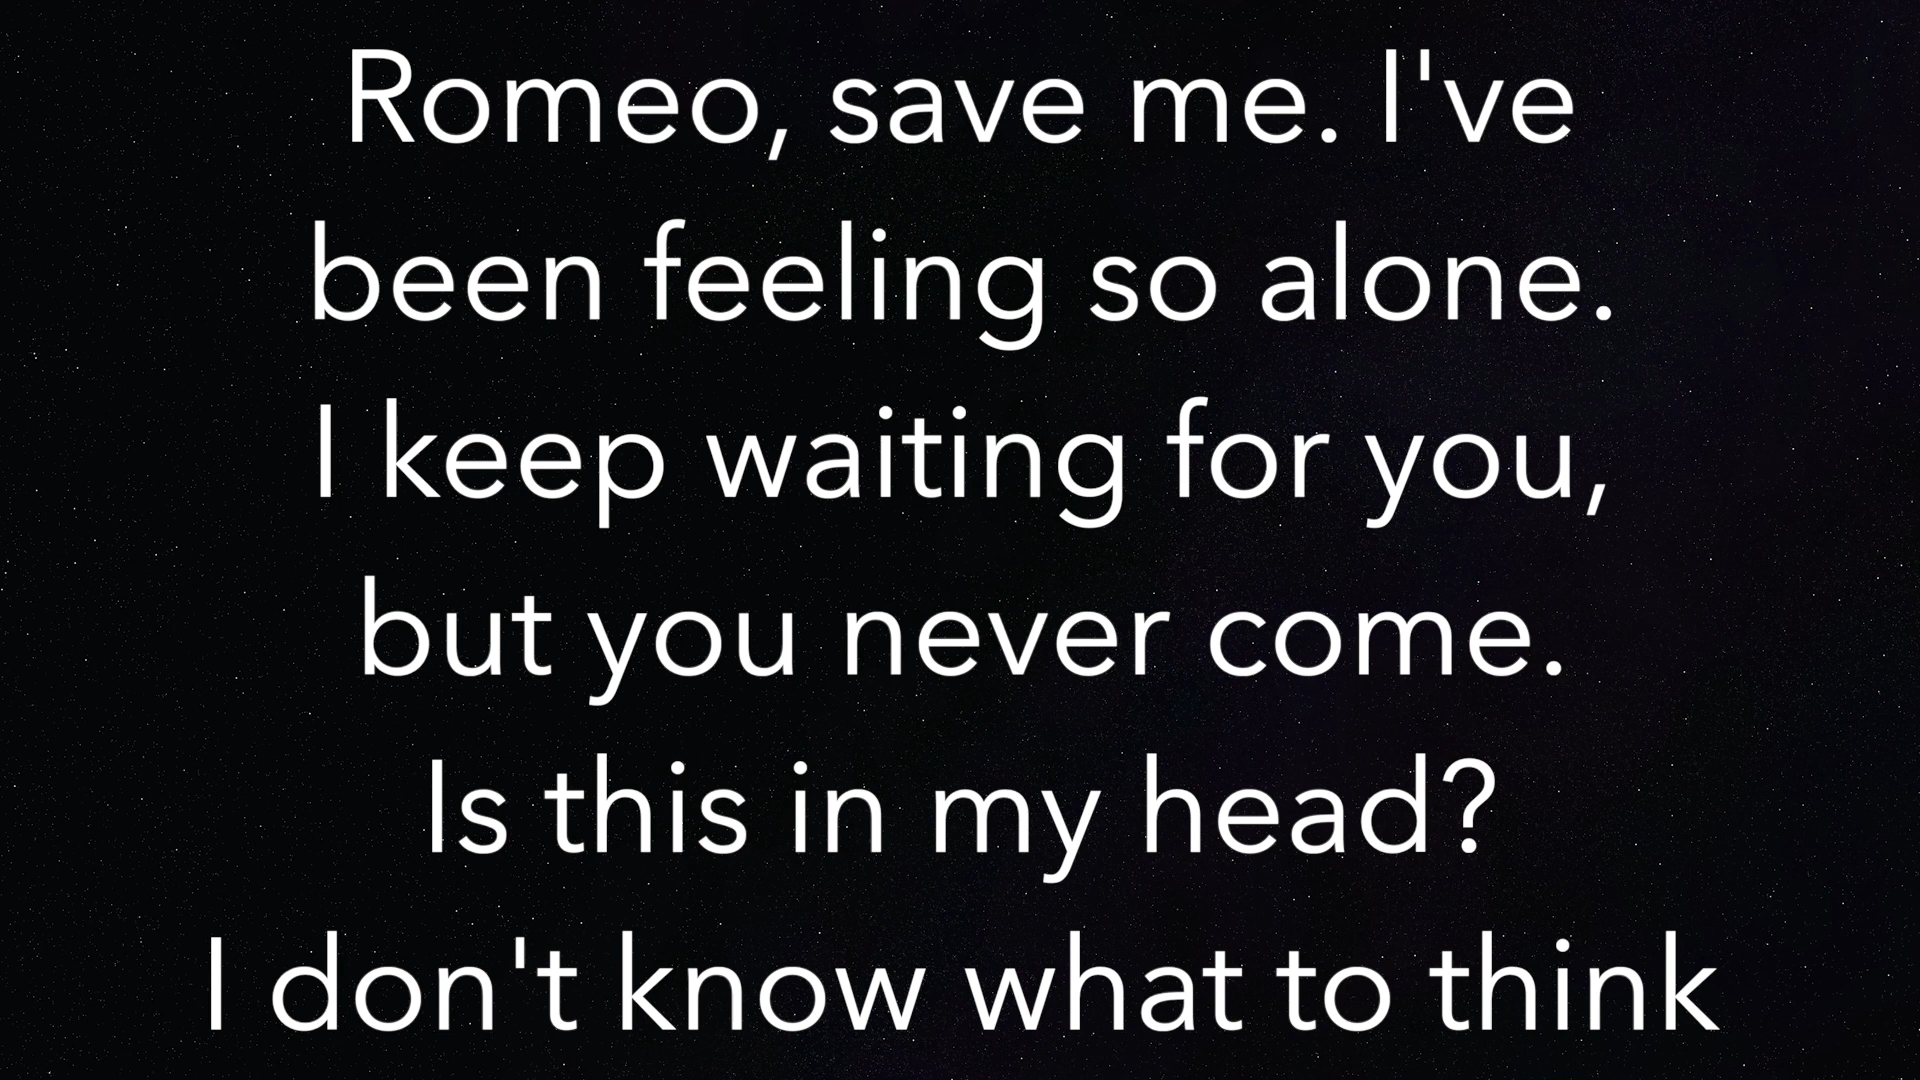 Romeo, save me. I've
been feeling so alone.
I keep waiting for you,
but you never come.
Is this in my head?
I don't know what to think